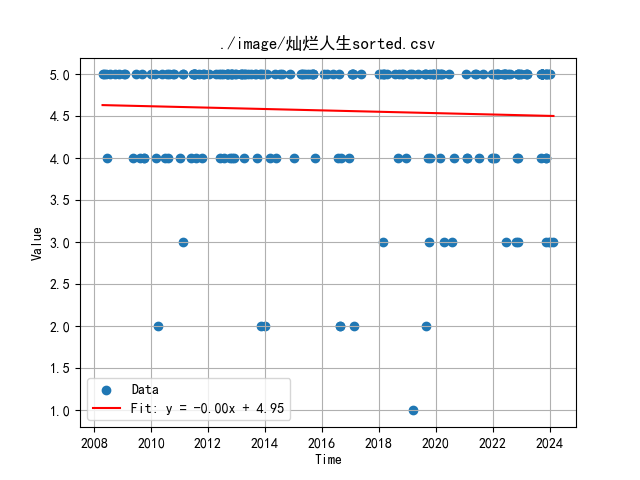 ./image/灿烂人生sorted.csv
5.0
4.5
4.0
3.5
3.0
2.5
2.0
1.5
1.0
Value
Data
Fit: y = -0.00x + 4.95
2008 2010 2012 2014 2016 2018 2020 2022 2024
Time